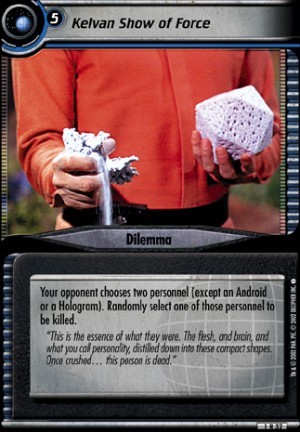 5 Kelvan Show of Force
Dilemma
Your opponent chooses two personnel (except an Android
or a Hologram). Randomly select one of those personnel to
be killed.
"This is the essence of what they were. The flesh, and brain, and
what you call personality, distilled down into these compact shapes.
Once crushed... this person is dead."